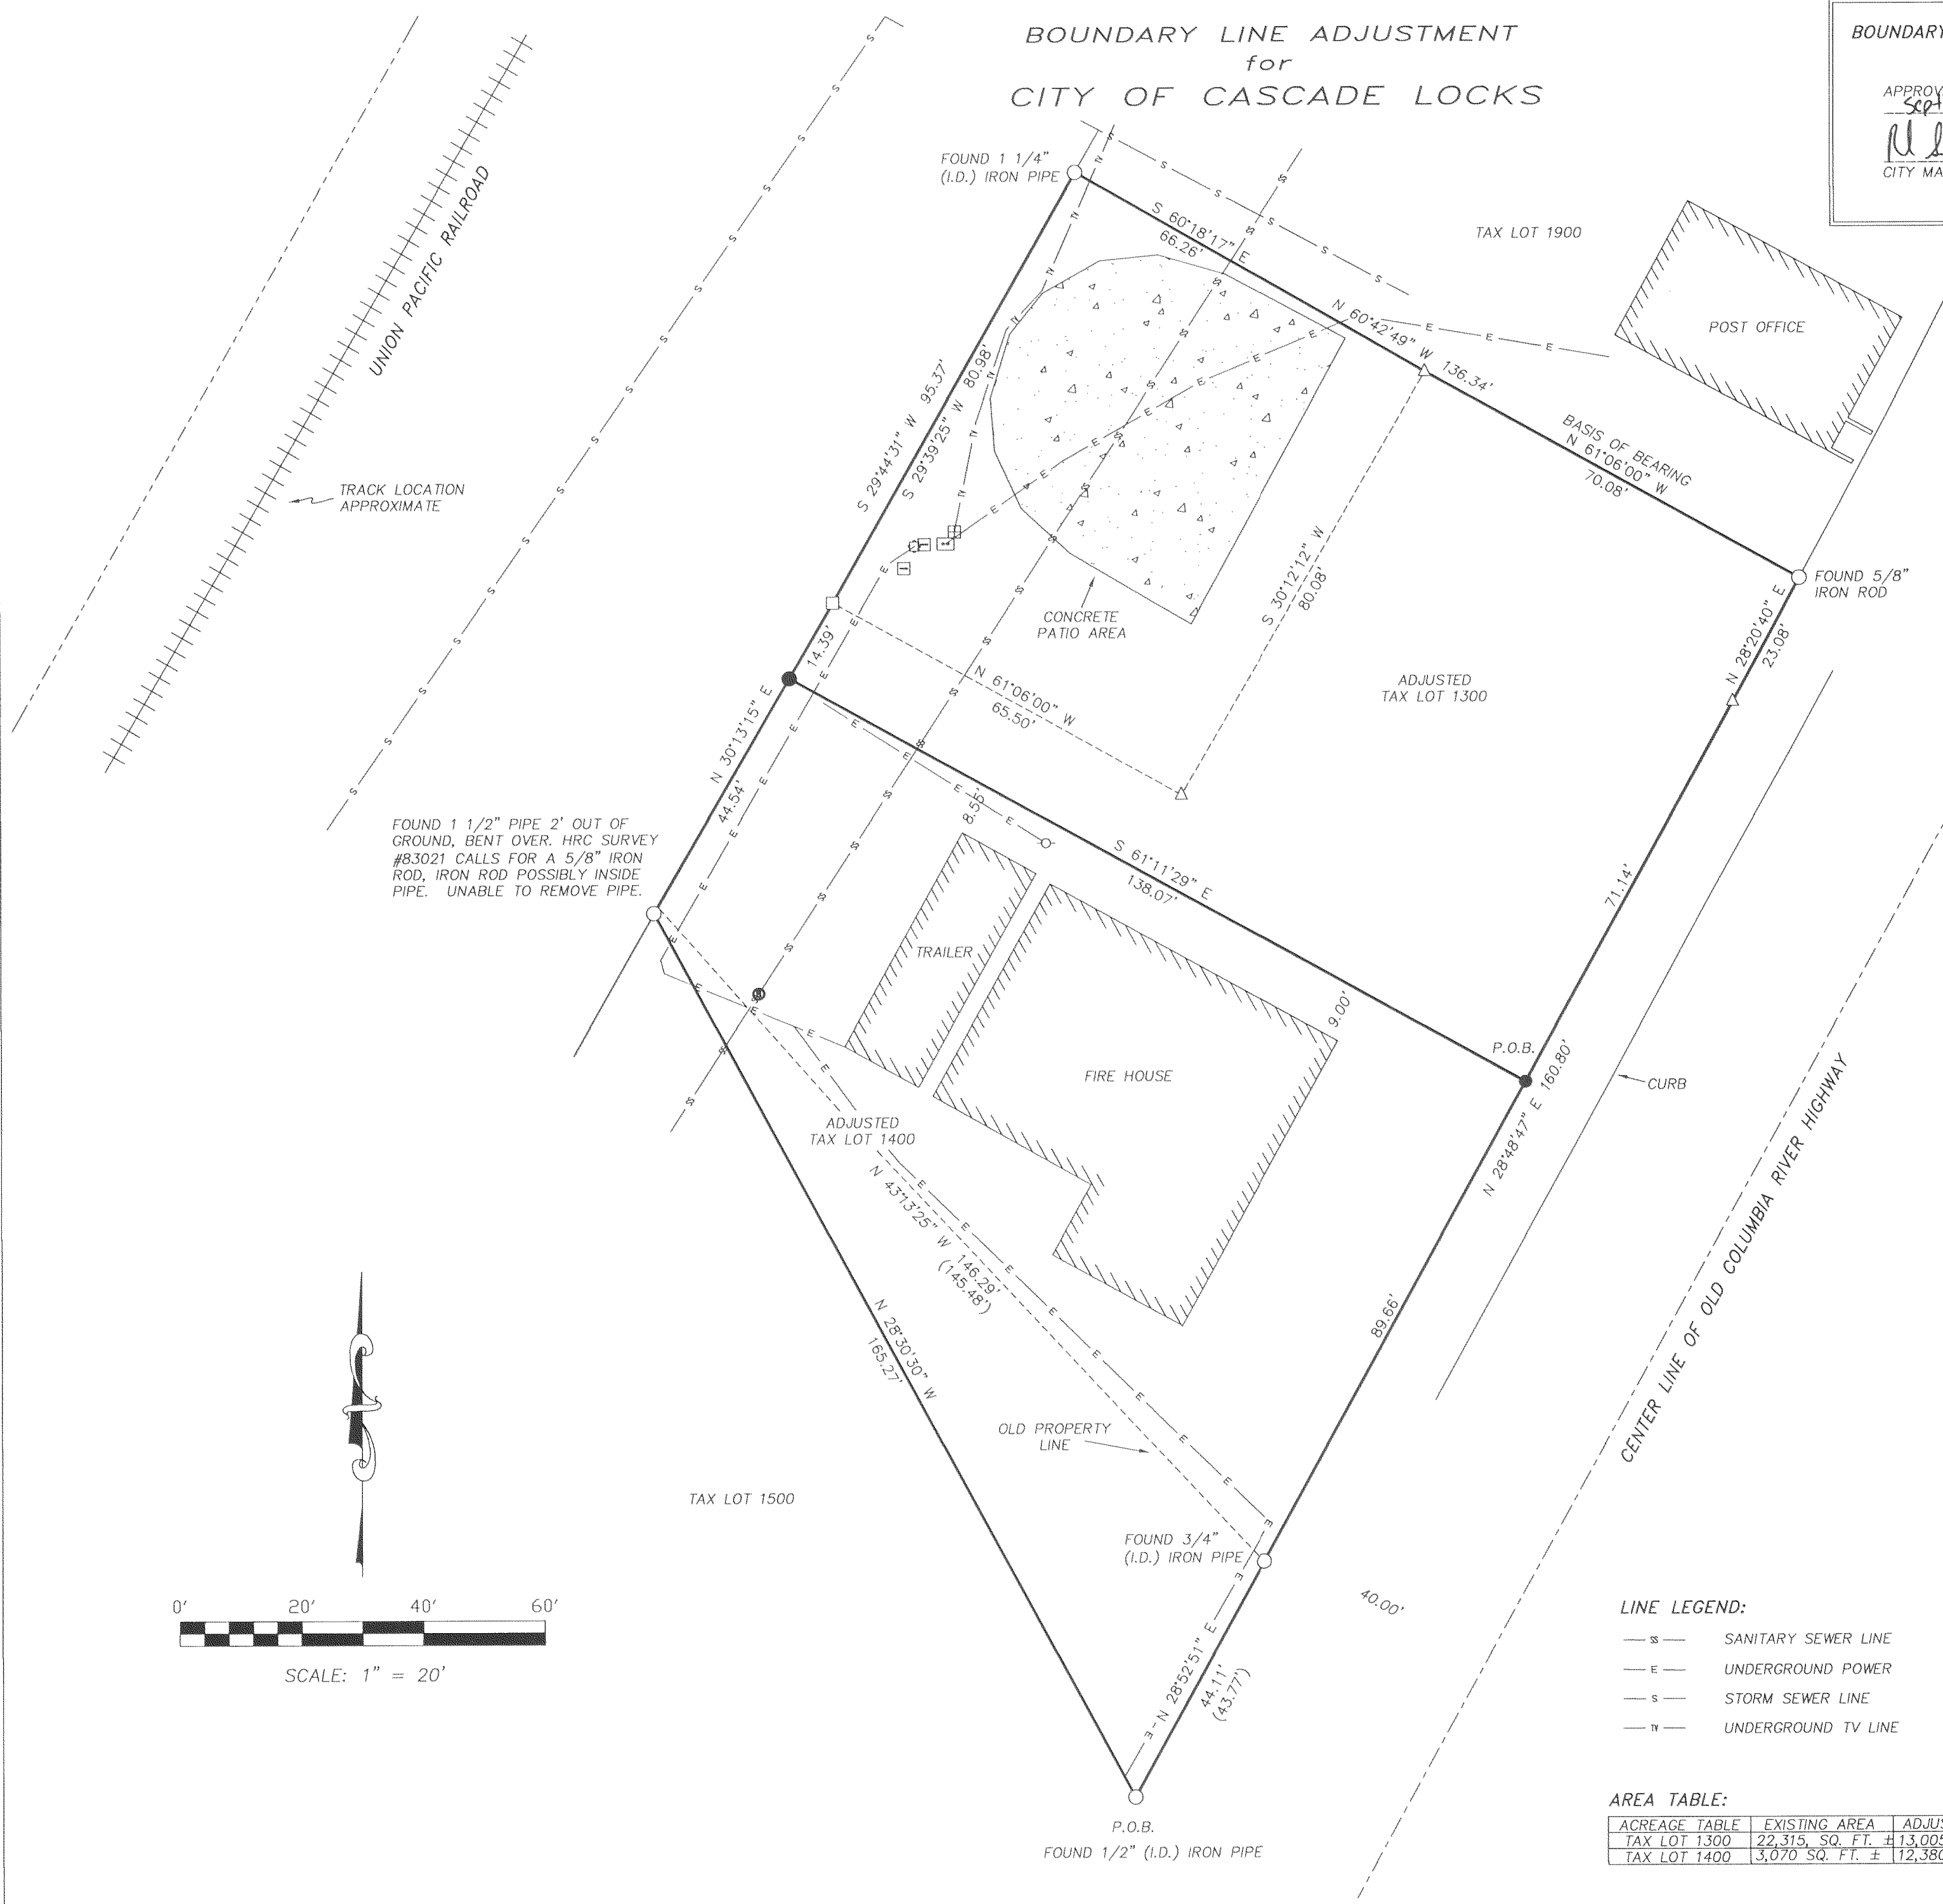 BOUNDARY LINE ADJUSTMENT
for
CITY OF CASCADE LOCKS
BOUNDARY
APPROV
Sept
CITY MA
FOUND 1 1/4"
(I.D.) IRON PIPE
UNION PACIFIC RAILROAD
TRACK LOCATION
APPROXIMATE
S 60°18'17" E
66.26'
TAX LOT 1900
POST OFFICE
N 60°42'49" W 136.34'
BASIS OF BEARING
N 61°06'00" W
70.08'
FOUND 5/8"
IRON ROD
S 29°44'31" W 95.37'
S 29°39'25" W 80.98'
S 30°12'12" W
80.08'
CONCRETE
PATIO AREA
N 28°20'40" E
23.08'
14.39'
N 61°06'00" W
65.50'
ADJUSTED
TAX LOT 1300
N 30°13'15" E
44.54'
FOUND 1 1/2" PIPE 2' OUT OF
GROUND, BENT OVER. HRC SURVEY
#83021 CALLS FOR A 5/8" IRON
ROD, IRON ROD POSSIBLY INSIDE
PIPE. UNABLE TO REMOVE PIPE.
8.55'
S 61°11'29" E
138.07'
71.14'
TRAILER
9.00'
FIRE HOUSE
P.O.B.
160.80'
N 28°48'47" E
CURB
CENTER LINE OF OLD COLUMBIA RIVER HIGHWAY
ADJUSTED
TAX LOT 1400
N 43°13'25" W 146.29'
(145.48')
N 28°30'30" W
165.27'
89.66'
OLD PROPERTY
LINE
TAX LOT 1500
FOUND 3/4"
(I.D.) IRON PIPE
40.00'
N 28°52'51" E
44.11'
(43.77')
P.O.B.
FOUND 1/2" (I.D.) IRON PIPE
0' 20' 40' 60'
SCALE: 1" = 20'
LINE LEGEND:
SS SANITARY SEWER LINE
E UNDERGROUND POWER
S STORM SEWER LINE
TV UNDERGROUND TV LINE
AREA TABLE:
ACREAGE TABLE EXISTING AREA ADJUS
TAX LOT 1300 22,315, SQ. FT. ± 13,005
TAX LOT 1400 3,070 SQ. FT. ± 12,380